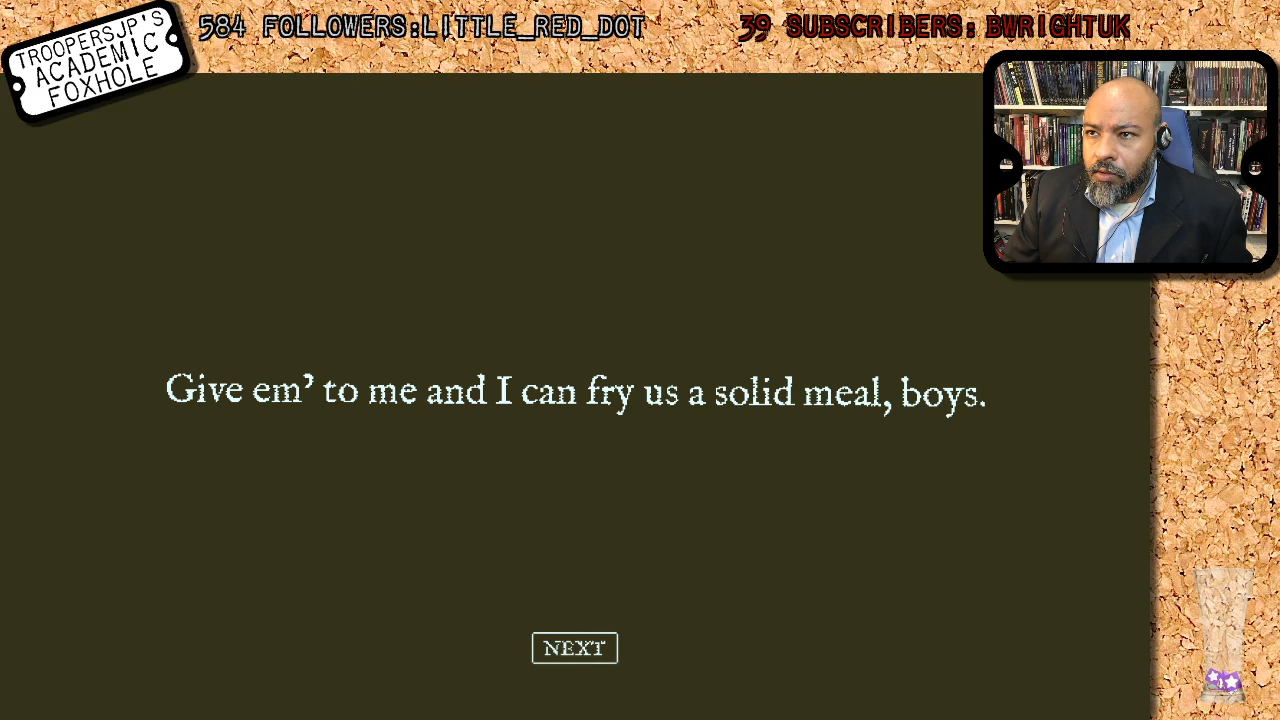 TROOPERSJP'S
ACADEMIC
FOXHOLE
584 FOLLOWERS:LITTLE_RED_DOT
39 SUBSCRIBERS: BWRIGHTUK
Give em’ to me and I can fry us a solid meal, boys.
NEXT